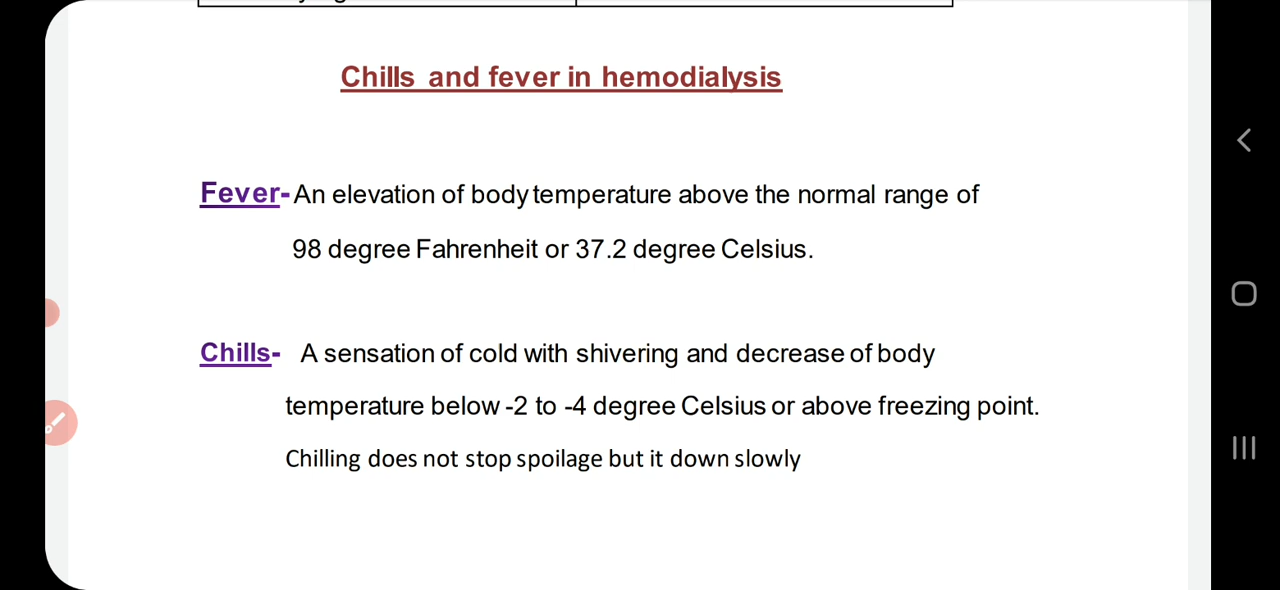 Chills and fever in hemodialysis
Fever- An elevation of body temperature above the normal range of
98 degree Fahrenheit or 37.2 degree Celsius.
Chills- A sensation of cold with shivering and decrease of body
temperature below -2 to -4 degree Celsius or above freezing point.
Chilling does not stop spoilage but it down slowly